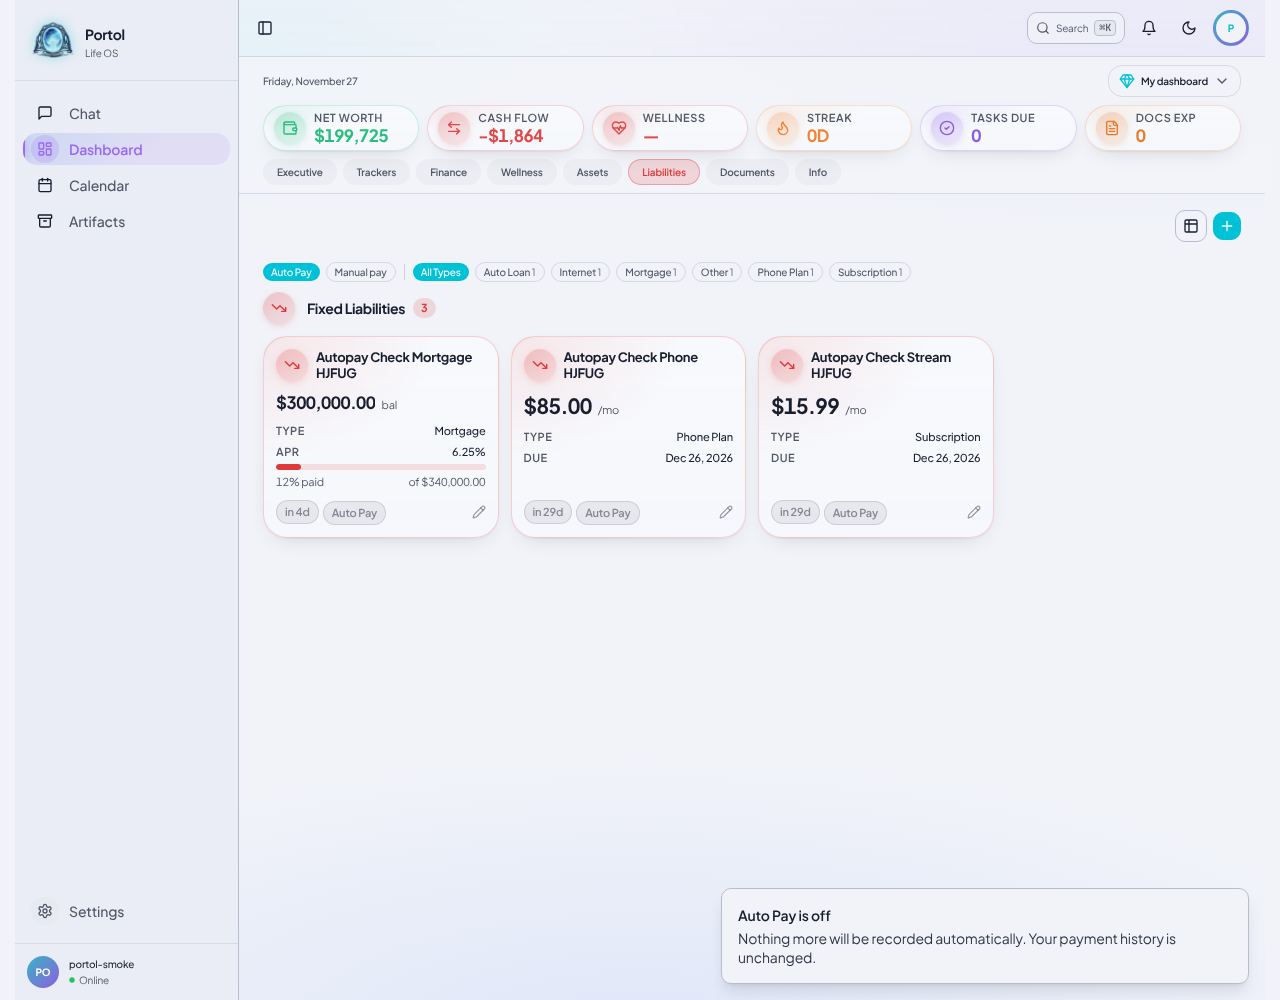 Portol
Life OS
Search ⌘K
P
Chat
Dashboard
Calendar
Artifacts
Friday, November 27
My dashboard
NET WORTH
$199,725
CASH FLOW
-$1,864
WELLNESS
—
STREAK
0D
TASKS DUE
0
DOCS EXP
0
Executive
Trackers
Finance
Wellness
Assets
Liabilities
Documents
Info
Auto Pay
Manual pay
All Types
Auto Loan 1
Internet 1
Mortgage 1
Other 1
Phone Plan 1
Subscription 1
Fixed Liabilities 3
Autopay Check Mortgage
HJFUG
$300,000.00 bal
TYPE Mortgage
APR 6.25%
12% paid of $340,000.00
in 4d Auto Pay
Autopay Check Phone
HJFUG
$85.00 /mo
TYPE Phone Plan
DUE Dec 26, 2026
in 29d Auto Pay
Autopay Check Stream
HJFUG
$15.99 /mo
TYPE Subscription
DUE Dec 26, 2026
in 29d Auto Pay
Settings
PO
portol-smoke
Online
Auto Pay is off
Nothing more will be recorded automatically. Your payment history is
unchanged.